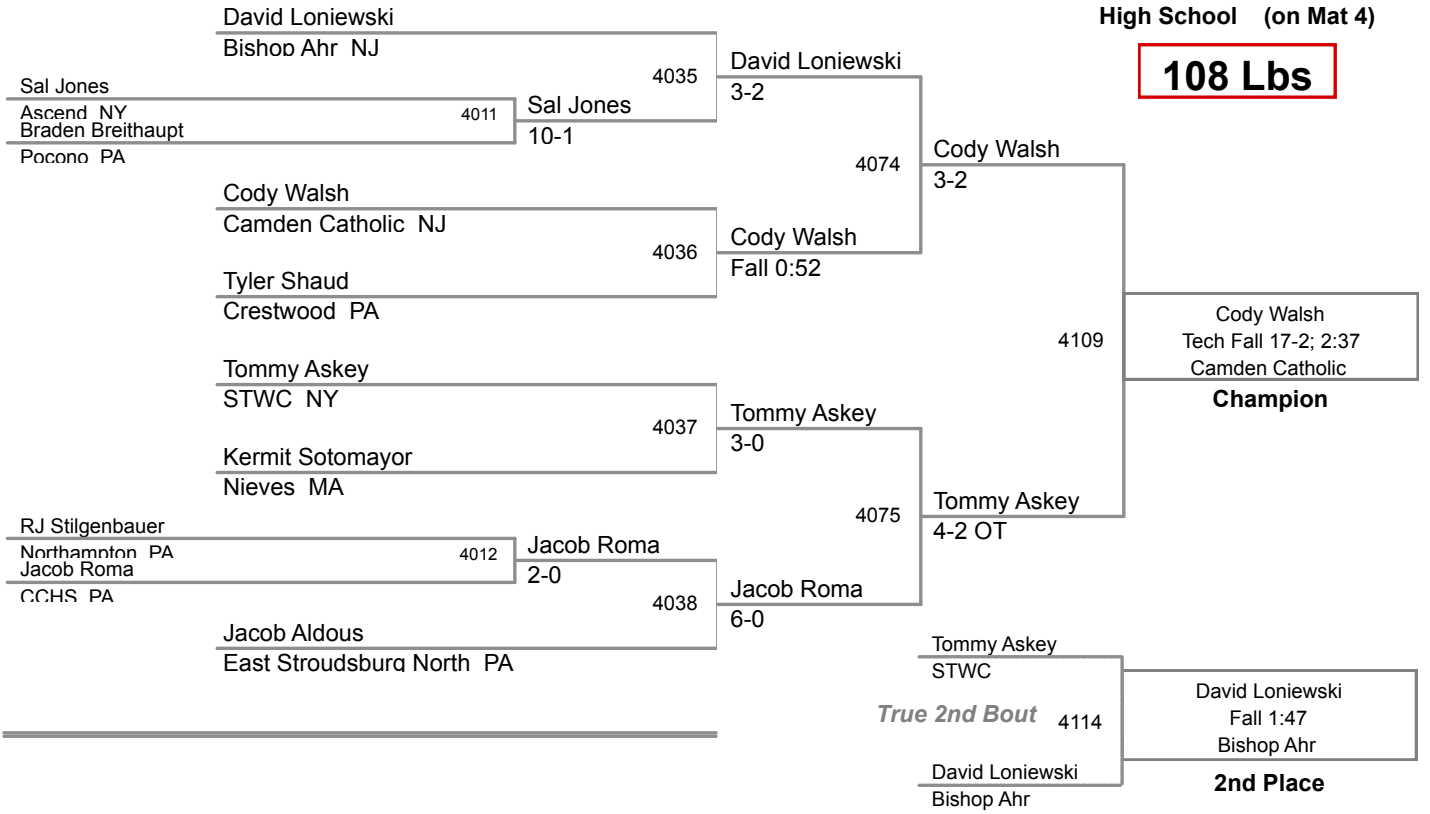 High School (on Mat 4)
108 Lbs
David Loniewski
Bishop Ahr NJ
Sal Jones
Ascend NY
Braden Breithaupt
Pocono PA
4011
Sal Jones
10-1
4035
David Loniewski
3-2
Cody Walsh
Camden Catholic NJ
Tyler Shaud
Crestwood PA
4036
Cody Walsh
Fall 0:52
4074
Cody Walsh
3-2
Tommy Askey
STWC NY
Kermit Sotomayor
Nieves MA
4037
Tommy Askey
3-0
RJ Stilgenbauer
Northampton PA
Jacob Roma
CCHS PA
4012
Jacob Roma
2-0
Jacob Aldous
East Stroudsburg North PA
4038
Jacob Roma
6-0
4075
Tommy Askey
4-2 OT
4109
Cody Walsh
Tech Fall 17-2; 2:37
Camden Catholic
Champion
Tommy Askey
STWC
True 2nd Bout 4114
David Loniewski
Bishop Ahr
David Loniewski
Fall 1:47
Bishop Ahr
2nd Place